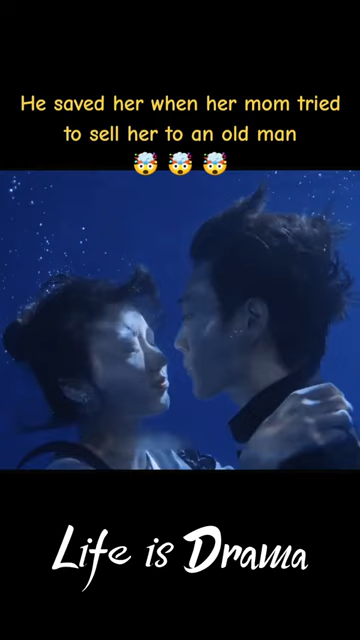 He saved her when her mom tried
to sell her to an old man
🤯 🤯 🤯
Life is Drama